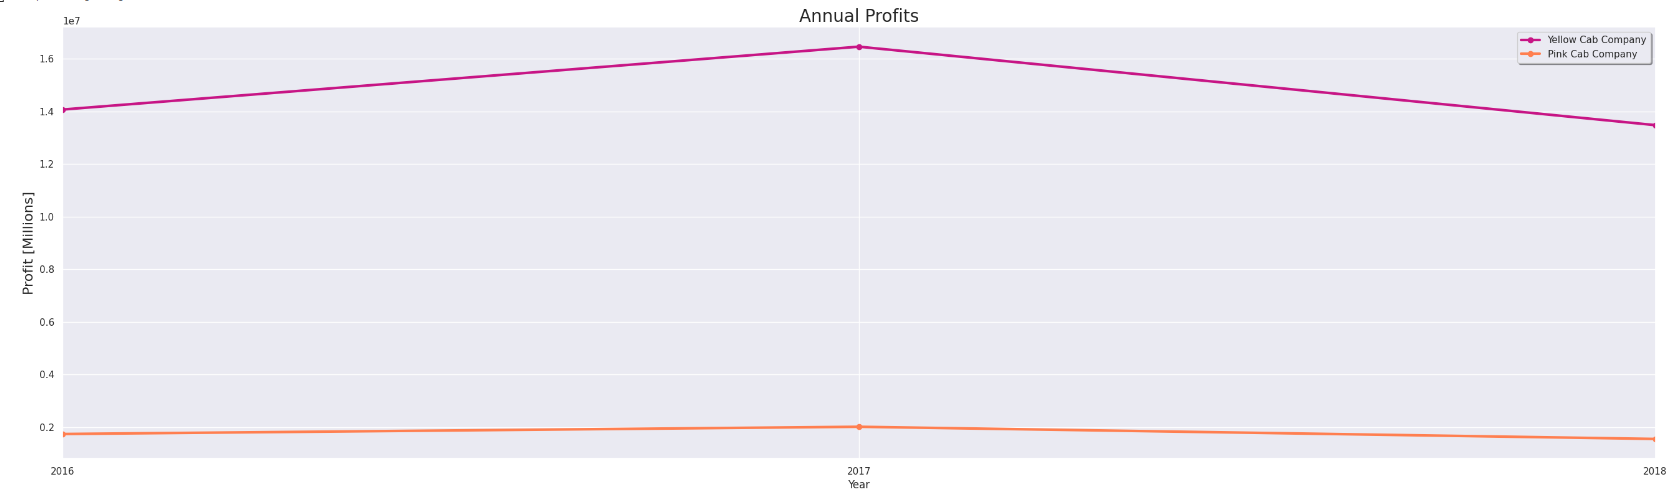 Annual Profits
1e7
Yellow Cab Company
Pink Cab Company
1.6
1.4
1.2
1.0
0.8
0.6
0.4
0.2
Profit [Millions]
2016
2017
2018
Year